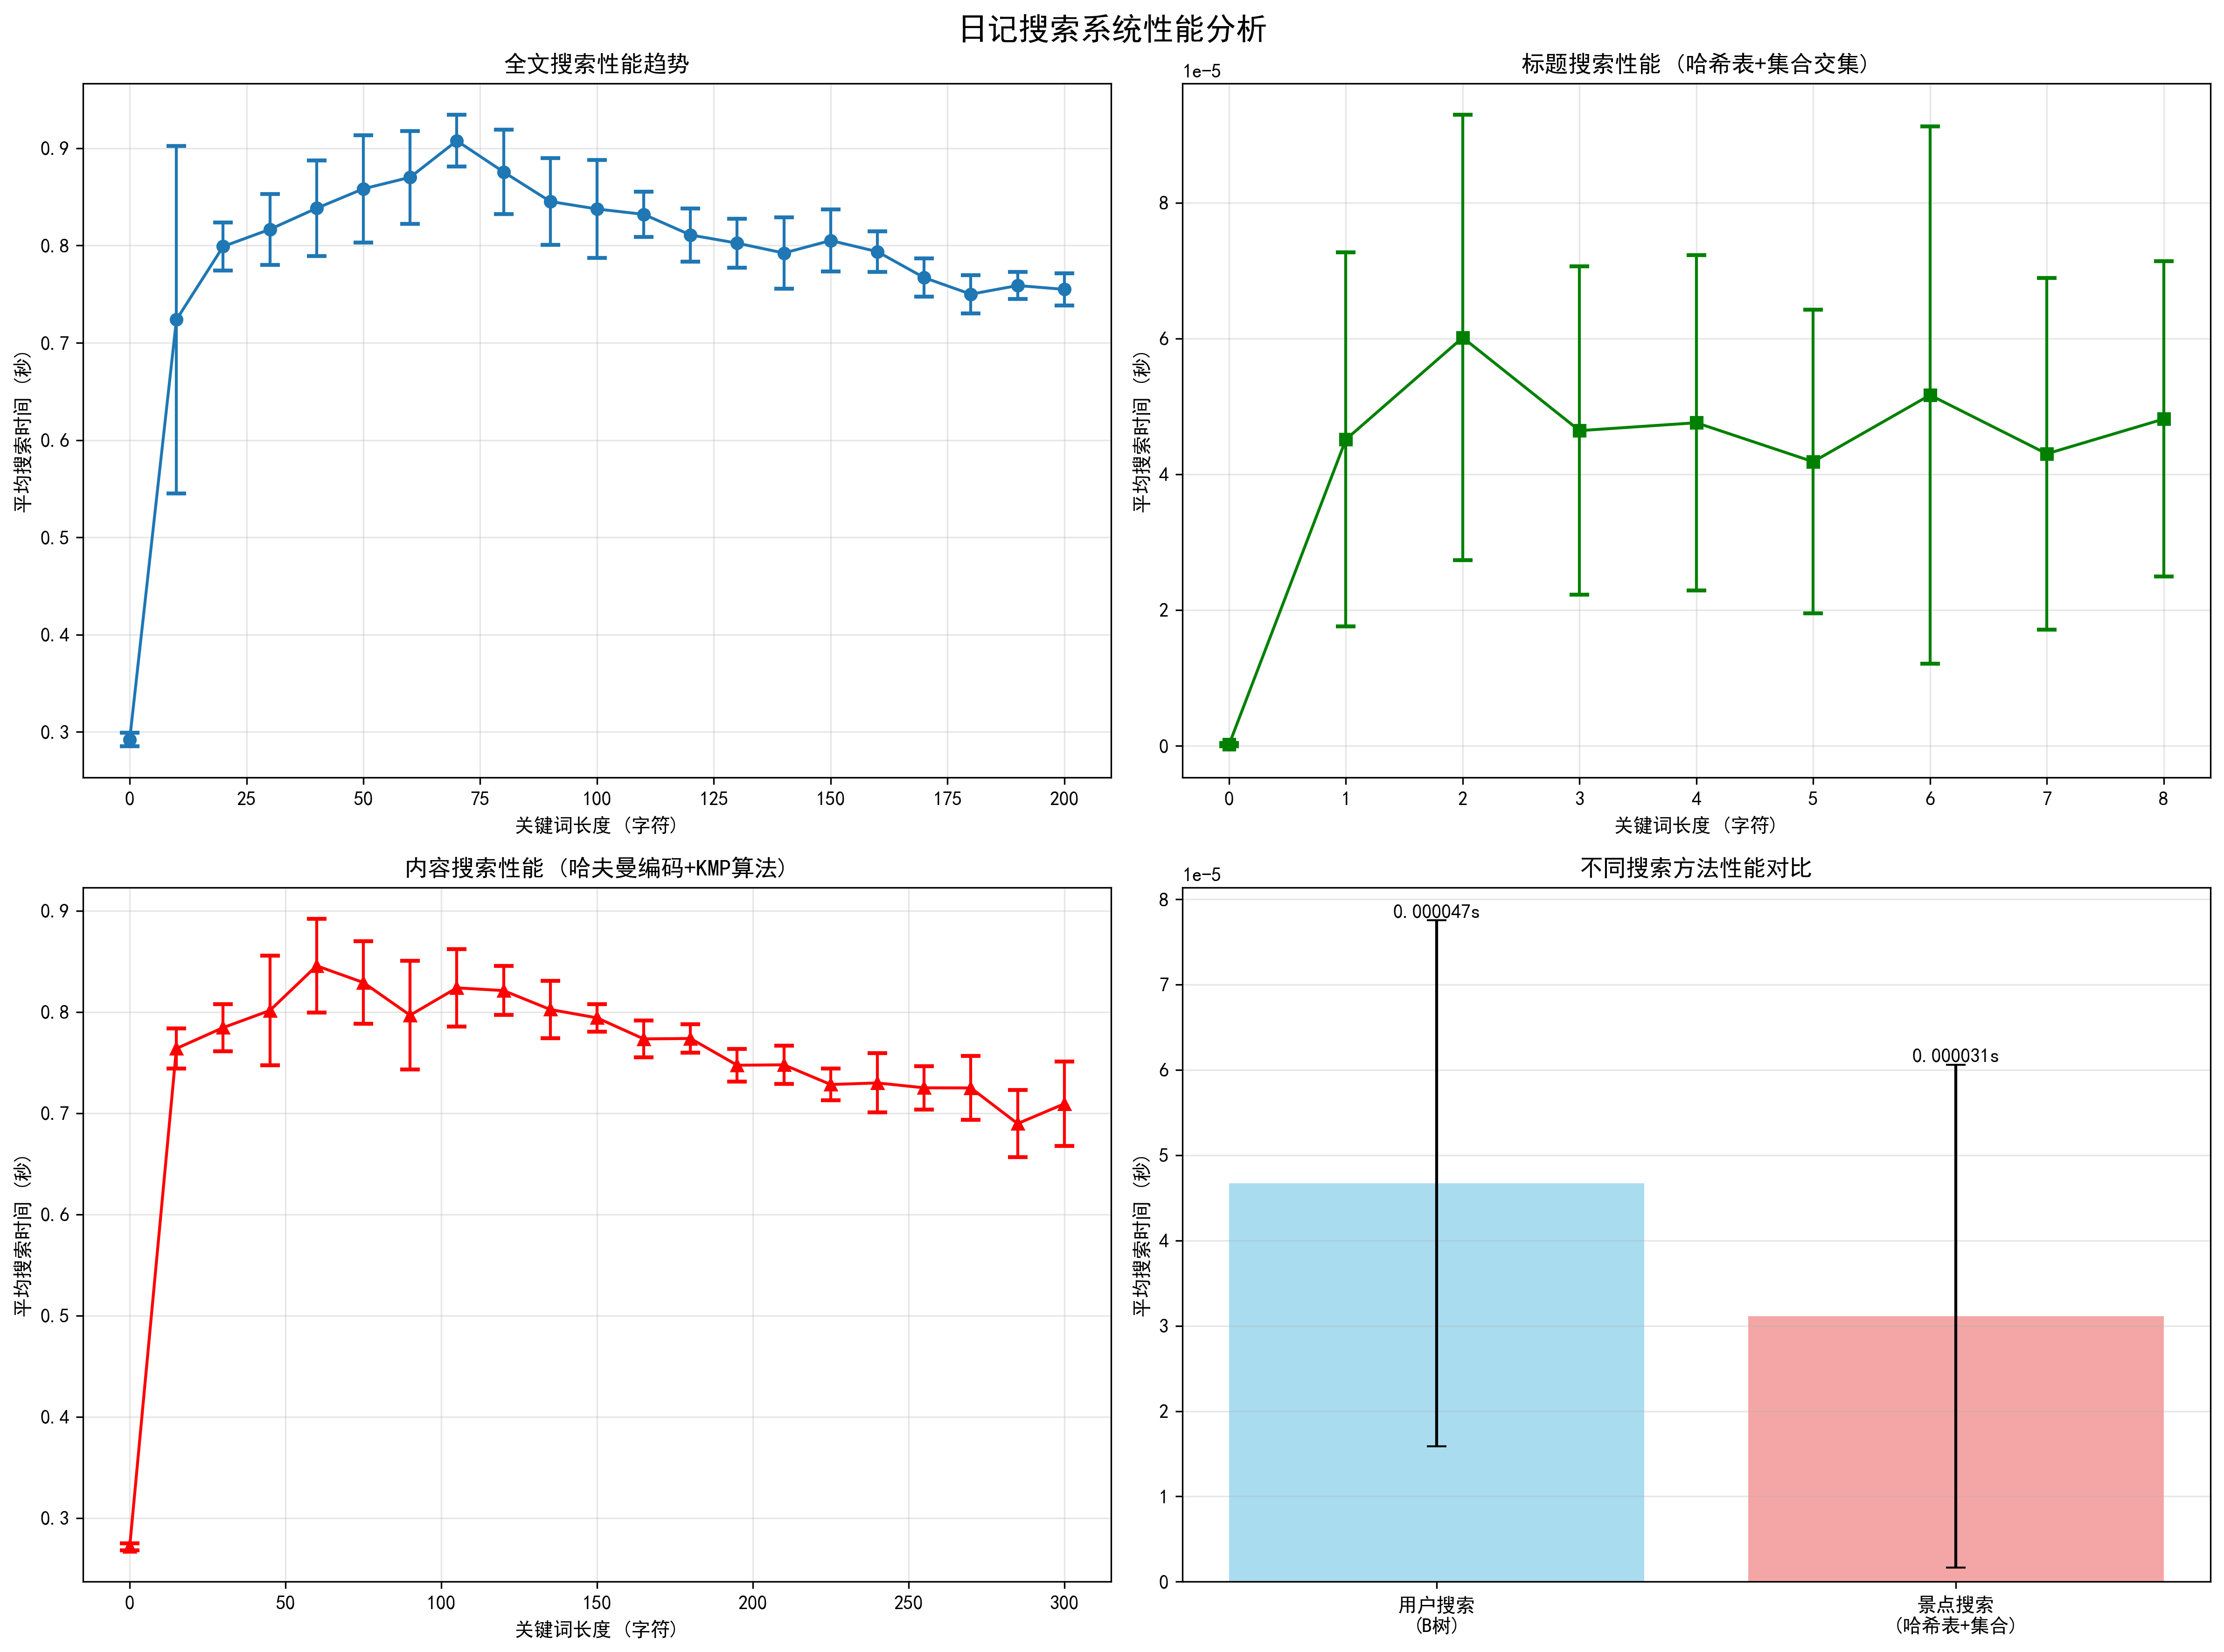 日记搜索系统性能分析
全文搜索性能趋势
平均搜索时间 (秒)
0.9
0.8
0.7
0.6
0.5
0.4
0.3
0 25 50 75 100 125 150 175 200
关键词长度 (字符)
标题搜索性能 (哈希表+集合交集)
1e-5
平均搜索时间 (秒)
8
6
4
2
0
0 1 2 3 4 5 6 7 8
关键词长度 (字符)
内容搜索性能 (哈夫曼编码+KMP算法)
平均搜索时间 (秒)
0.9
0.8
0.7
0.6
0.5
0.4
0.3
0 50 100 150 200 250 300
关键词长度 (字符)
不同搜索方法性能对比
1e-5
平均搜索时间 (秒)
8
7
6
5
4
3
2
1
0
0.000047s
0.000031s
用户搜索
(B树)
景点搜索
(哈希表+集合)